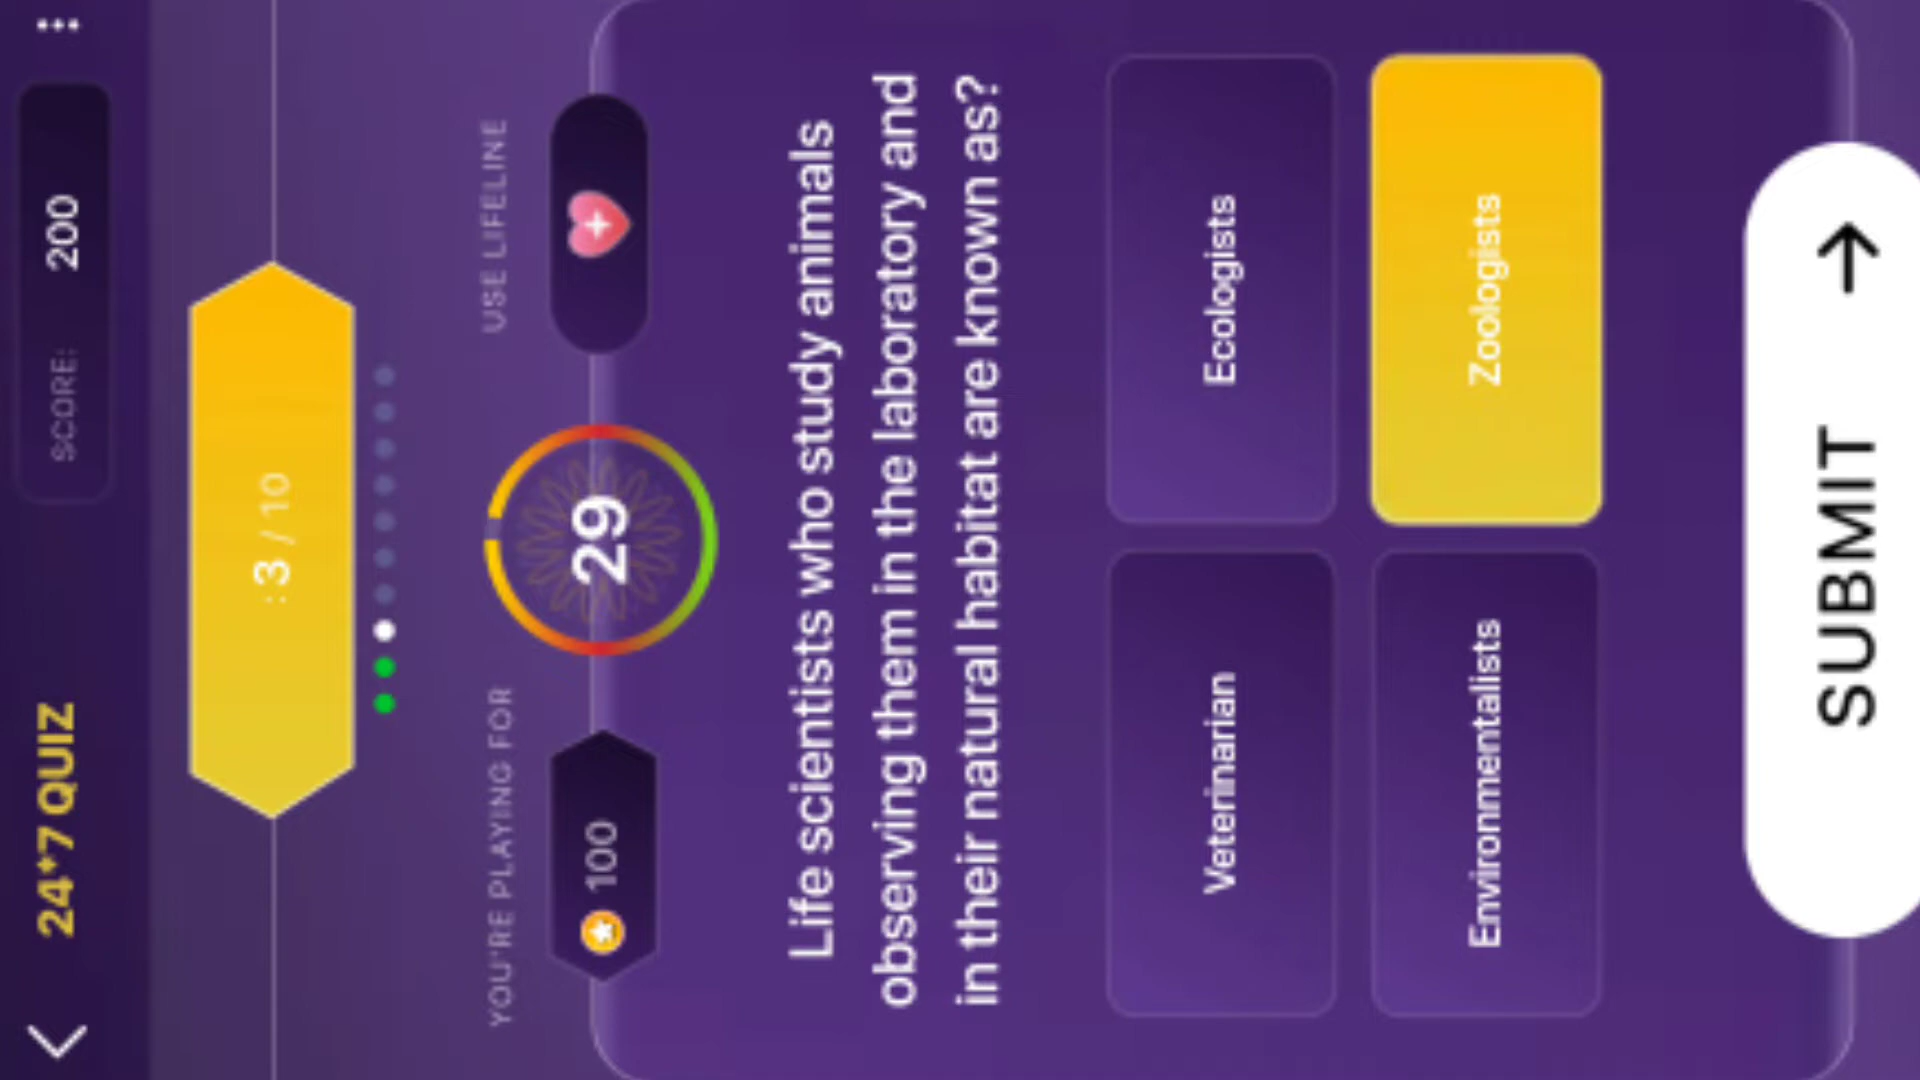 24*7 QUIZ
SCORE: 200
:3 / 10
YOU'RE PLAYING FOR
USE LIFELINE
100
29
Life scientists who study animals
observing them in the laboratory and
in their natural habitat are known as?
Veterinarian
Ecologists
Environmentalists
Zoologists
SUBMIT